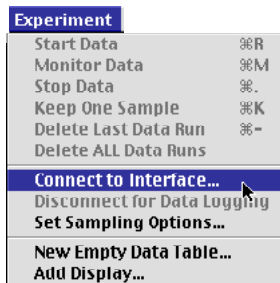 Experiment
Start Data ⌘R
Monitor Data ⌘M
Stop Data ⌘.
Keep One Sample ⌘K
Delete Last Data Run ⌘-
Delete ALL Data Runs
Connect to Interface...
Disconnect for Data Logging
Set Sampling Options...
New Empty Data Table...
Add Display...